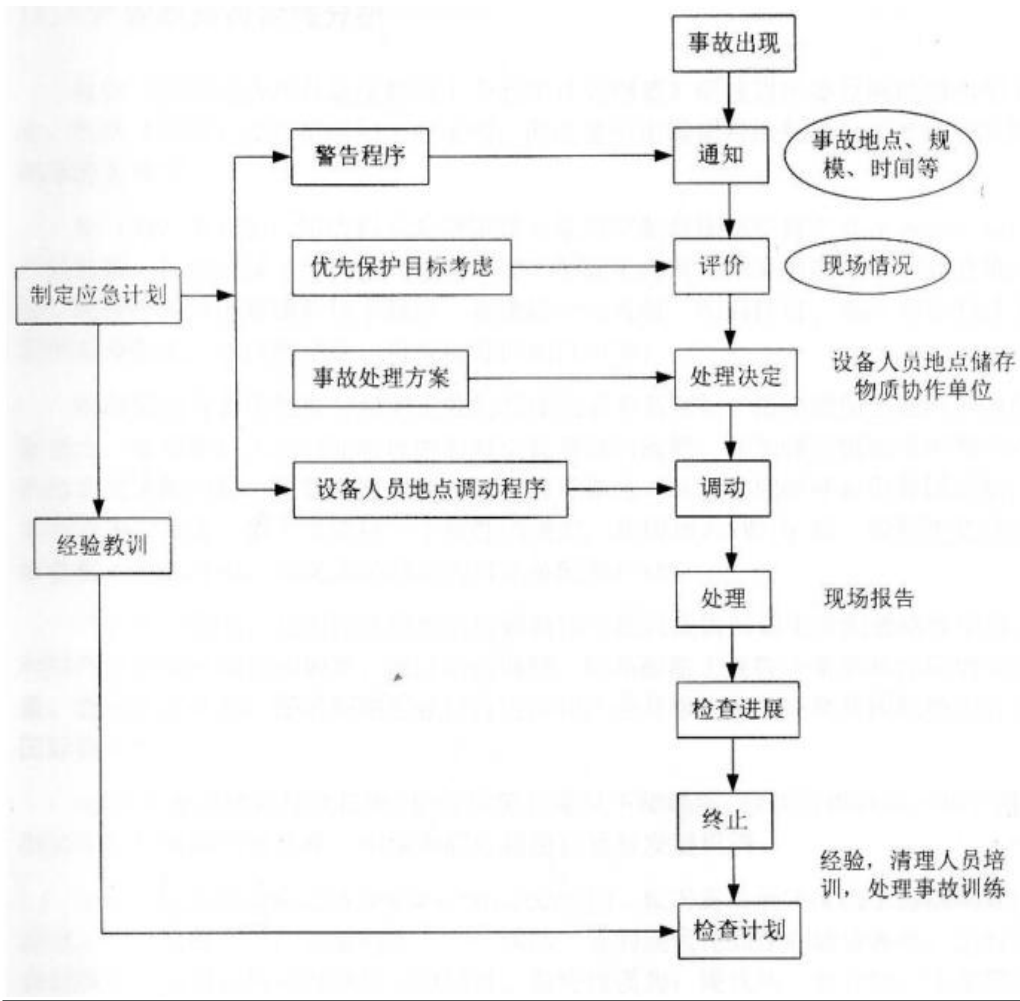 事故出现
警告程序
通知
事故地点、规
模、时间等
优先保护目标考虑
评价
现场情况
制定应急计划
事故处理方案
处理决定
设备人员地点储存
物质协作单位
设备人员地点调动程序
调动
经验教训
处理
现场报告
检查进展
终止
经验，清理人员培
训，处理事故训练
检查计划